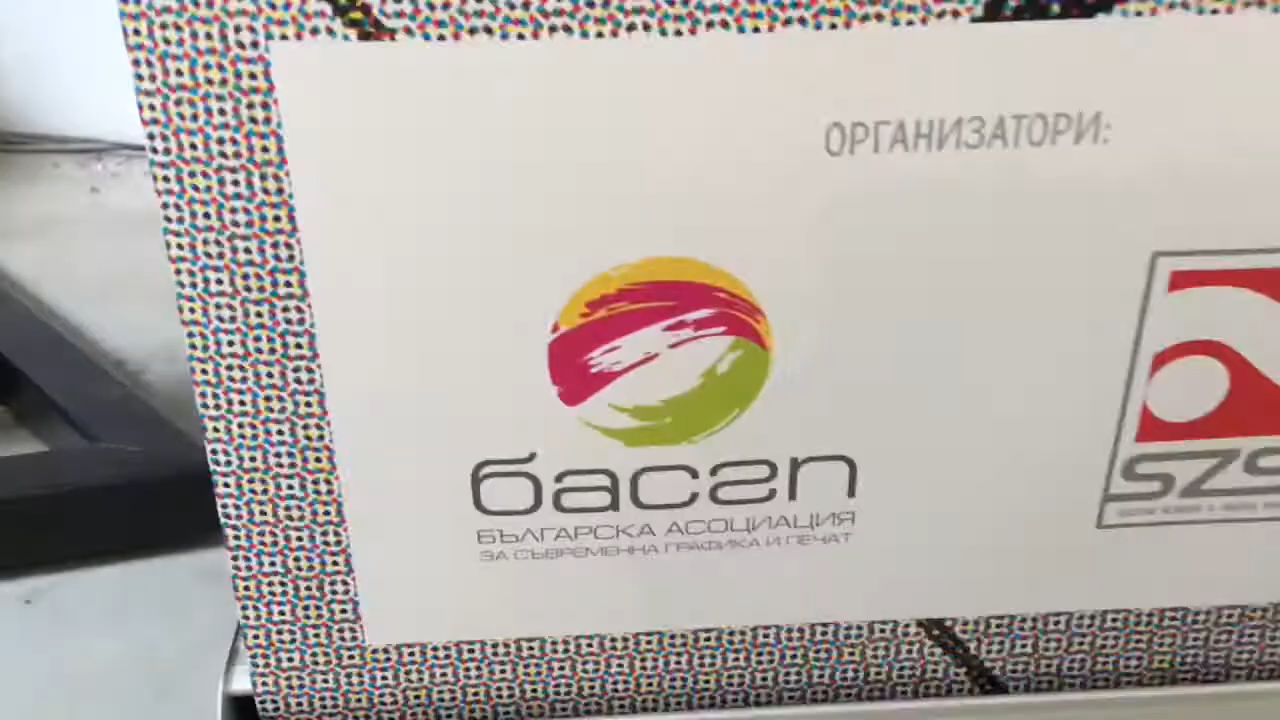 ОРГАНИЗАТОРИ:
басгп
БЪЛГАРСКА АСОЦИАЦИЯ
ЗА СЪВРЕМЕННА ГРАФИКА И ПЕЧАТ